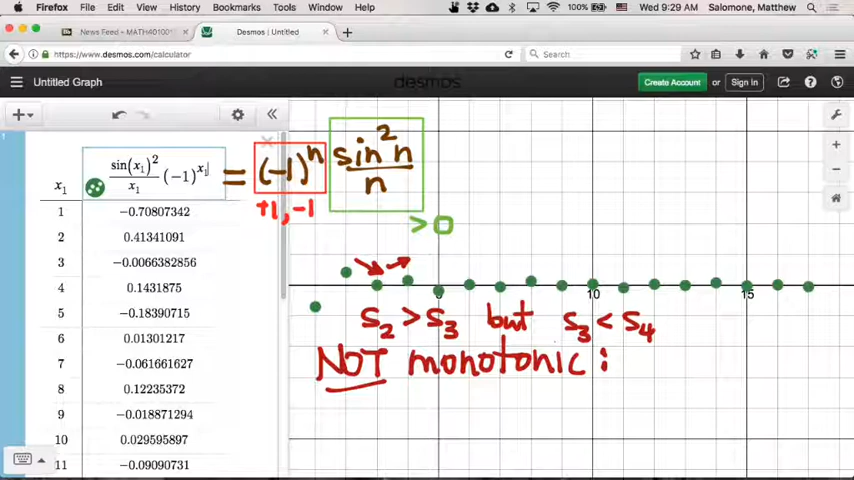 Firefox File Edit View History Bookmarks Tools Window Help 100% Wed 9:29 AM Salomone, Matthew
News Feed – MATH40100 × Desmos | Untitled × +
https://www.desmos.com/calculator Search
Untitled Graph desmos Create Account or Sign In
1
x₁ sin(x₁)²/x₁ (−1)^x₁ = (-1)ⁿ sin²n/n
+1, -1
> 0
1 −0.70807342
2 0.41341091
3 −0.0066382856
4 0.1431875
5 −0.18390715
6 0.01301217
7 −0.061661627
8 0.12235372
9 −0.018871294
10 0.029595897
11 −0.09090731
5 10 15
S₂ > S₃ but S₃ < S₄
NOT monotonic :